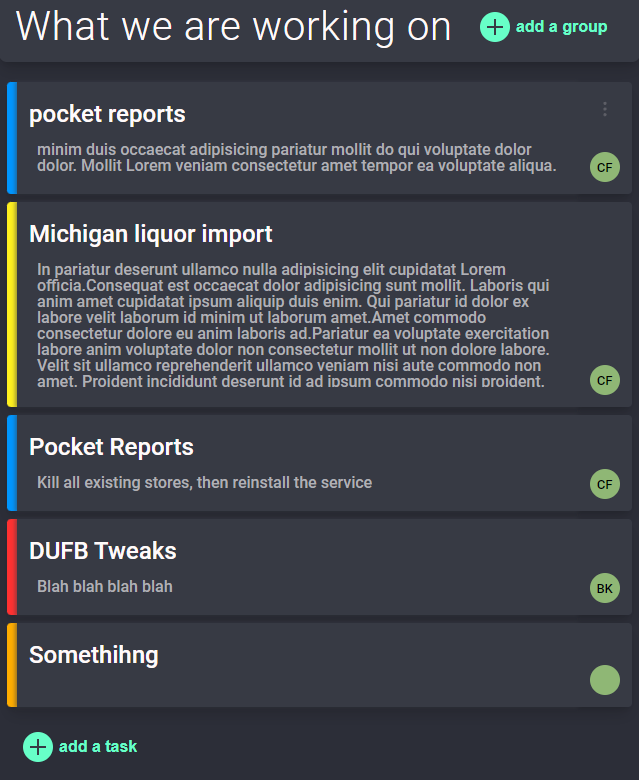 What we are working on
add a group
pocket reports
minim duis occaecat adipisicing pariatur mollit do qui voluptate dolor
dolor. Mollit Lorem veniam consectetur amet tempor ea voluptate aliqua.
CF
Michigan liquor import
In pariatur deserunt ullamco nulla adipisicing elit cupidatat Lorem
officia.Consequat est occaecat dolor adipisicing sunt mollit. Laboris qui
anim amet cupidatat ipsum aliquip duis enim. Qui pariatur id dolor ex
labore velit laborum id minim ut laborum amet.Amet commodo
consectetur dolore eu anim laboris ad.Pariatur ea voluptate exercitation
labore anim voluptate dolor non consectetur mollit ut non dolore labore.
Velit sit ullamco reprehenderit ullamco veniam nisi aute commodo non
amet. Proident incididunt deserunt id ad ipsum commodo nisi proident.
CF
Pocket Reports
Kill all existing stores, then reinstall the service
CF
DUFB Tweaks
Blah blah blah blah
BK
Somethihng
add a task